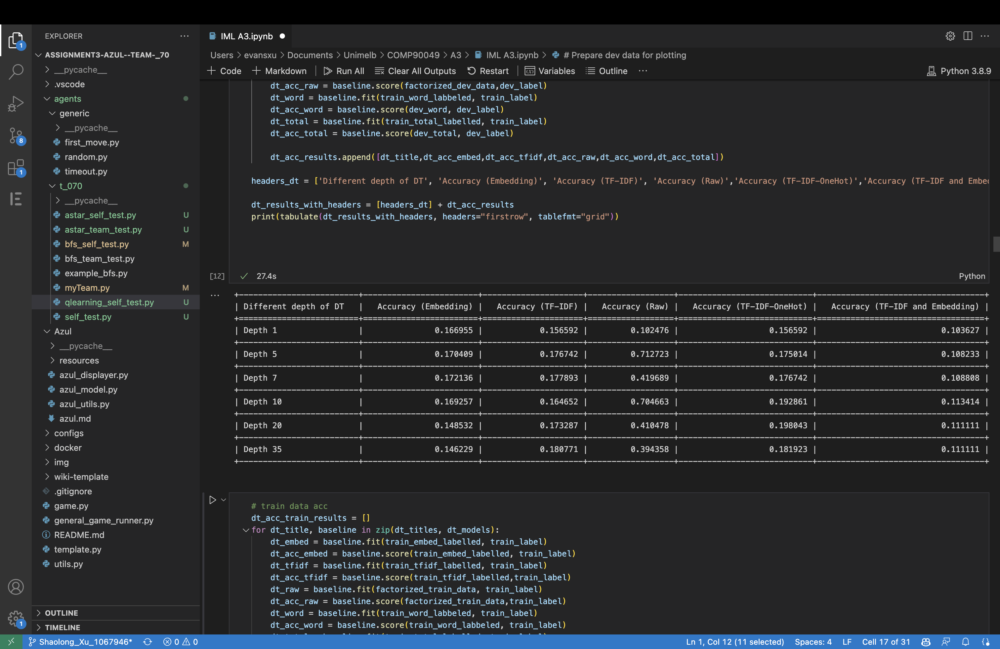 EXPLORER
ASSIGNMENT3-AZUL--TEAM-_70
__pycache__
.vscode
agents
generic
__pycache__
first_move.py
random.py
timeout.py
t_070
__pycache__
astar_self_test.py U
astar_team_test.py U
bfs_self_test.py M
bfs_team_test.py
example_bfs.py
myTeam.py M
qlearning_self_test.py U
self_test.py U
Azul
__pycache__
resources
azul_displayer.py
azul_model.py
azul_utils.py
azul.md
configs
docker
img
wiki-template
.gitignore
game.py
general_game_runner.py
README.md
template.py
utils.py
OUTLINE
TIMELINE
1
8
1
1
IML A3.ipynb
Users > evansxu > Documents > Unimelb > COMP90049 > A3 > IML A3.ipynb > # Prepare dev data for plotting
+ Code + Markdown | Run All Clear All Outputs Restart | Variables Outline ... Python 3.8.9
dt_acc_raw = baseline.score(factorized_dev_data,dev_label)
dt_word = baseline.fit(train_word_labbeled, train_label)
dt_acc_word = baseline.score(dev_word, dev_label)
dt_total = baseline.fit(train_total_labelled, train_label)
dt_acc_total = baseline.score(dev_total, dev_label)
dt_acc_results.append([dt_title,dt_acc_embed,dt_acc_tfidf,dt_acc_raw,dt_acc_word,dt_acc_total])
headers_dt = ['Different depth of DT', 'Accuracy (Embedding)', 'Accuracy (TF-IDF)', 'Accuracy (Raw)','Accuracy (TF-IDF-OneHot)','Accuracy (TF-IDF and Embe
dt_results_with_headers = [headers_dt] + dt_acc_results
print(tabulate(dt_results_with_headers, headers="firstrow", tablefmt="grid"))
[12] 27.4s Python
| Different depth of DT | Accuracy (Embedding) | Accuracy (TF-IDF) | Accuracy (Raw) | Accuracy (TF-IDF-OneHot) | Accuracy (TF-IDF and Embedding) |
| Depth 1 | 0.166955 | 0.156592 | 0.102476 | 0.156592 | 0.103627 |
| Depth 5 | 0.170409 | 0.176742 | 0.712723 | 0.175014 | 0.108233 |
| Depth 7 | 0.172136 | 0.177893 | 0.419689 | 0.176742 | 0.108808 |
| Depth 10 | 0.169257 | 0.164652 | 0.704663 | 0.192861 | 0.113414 |
| Depth 20 | 0.148532 | 0.173287 | 0.410478 | 0.198043 | 0.111111 |
| Depth 35 | 0.146229 | 0.180771 | 0.394358 | 0.181923 | 0.111111 |
# train data acc
dt_acc_train_results = []
for dt_title, baseline in zip(dt_titles, dt_models):
dt_embed = baseline.fit(train_embed_labelled, train_label)
dt_acc_embed = baseline.score(train_embed_labelled, train_label)
dt_tfidf = baseline.fit(train_tfidf_labelled, train_label)
dt_acc_tfidf = baseline.score(train_tfidf_labelled,train_label)
dt_raw = baseline.fit(factorized_train_data, train_label)
dt_acc_raw = baseline.score(factorized_train_data,train_label)
dt_word = baseline.fit(train_word_labbeled, train_label)
dt_acc_word = baseline.score(train_word_labbeled, train_label)
Shaolong_Xu_1067946* 0 0 Ln 1, Col 12 (11 selected) Spaces: 4 LF Cell 17 of 31